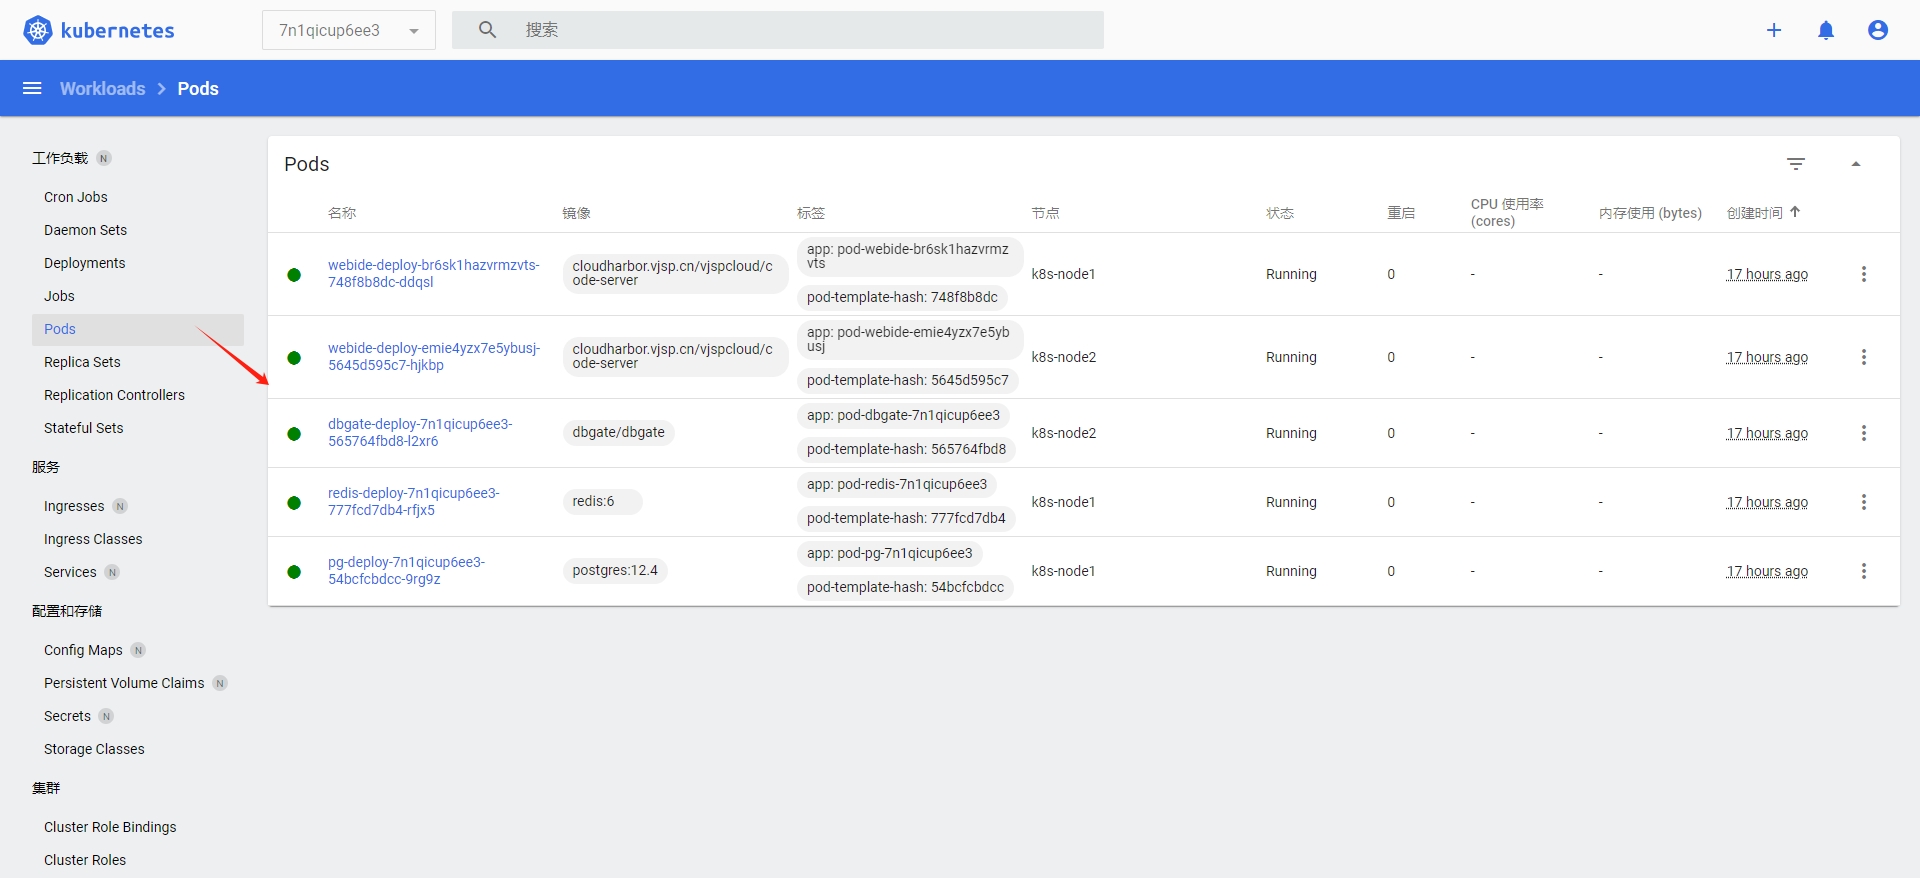 kubernetes
7n1qicup6ee3
搜索
Workloads
Pods
工作负载 N
Cron Jobs
Daemon Sets
Deployments
Jobs
Pods
Replica Sets
Replication Controllers
Stateful Sets
服务
Ingresses N
Ingress Classes
Services N
配置和存储
Config Maps N
Persistent Volume Claims N
Secrets N
Storage Classes
集群
Cluster Role Bindings
Cluster Roles
Pods
名称
镜像
标签
节点
状态
重启
CPU 使用率
(cores)
内存使用 (bytes)
创建时间
webide-deploy-br6sk1hazvrmzvts-
748f8b8dc-ddqsl
cloudharbor.vjsp.cn/vjspcloud/c
ode-server
app: pod-webide-br6sk1hazvrmz
vts
pod-template-hash: 748f8b8dc
k8s-node1
Running
0
-
-
17 hours ago
webide-deploy-emie4yzx7e5ybusj-
5645d595c7-hjkbp
cloudharbor.vjsp.cn/vjspcloud/c
ode-server
app: pod-webide-emie4yzx7e5yb
usj
pod-template-hash: 5645d595c7
k8s-node2
Running
0
-
-
17 hours ago
dbgate-deploy-7n1qicup6ee3-
565764fbd8-l2xr6
dbgate/dbgate
app: pod-dbgate-7n1qicup6ee3
pod-template-hash: 565764fbd8
k8s-node2
Running
0
-
-
17 hours ago
redis-deploy-7n1qicup6ee3-
777fcd7db4-rfjx5
redis:6
app: pod-redis-7n1qicup6ee3
pod-template-hash: 777fcd7db4
k8s-node1
Running
0
-
-
17 hours ago
pg-deploy-7n1qicup6ee3-
54bcfcbdcc-9rg9z
postgres:12.4
app: pod-pg-7n1qicup6ee3
pod-template-hash: 54bcfcbdcc
k8s-node1
Running
0
-
-
17 hours ago